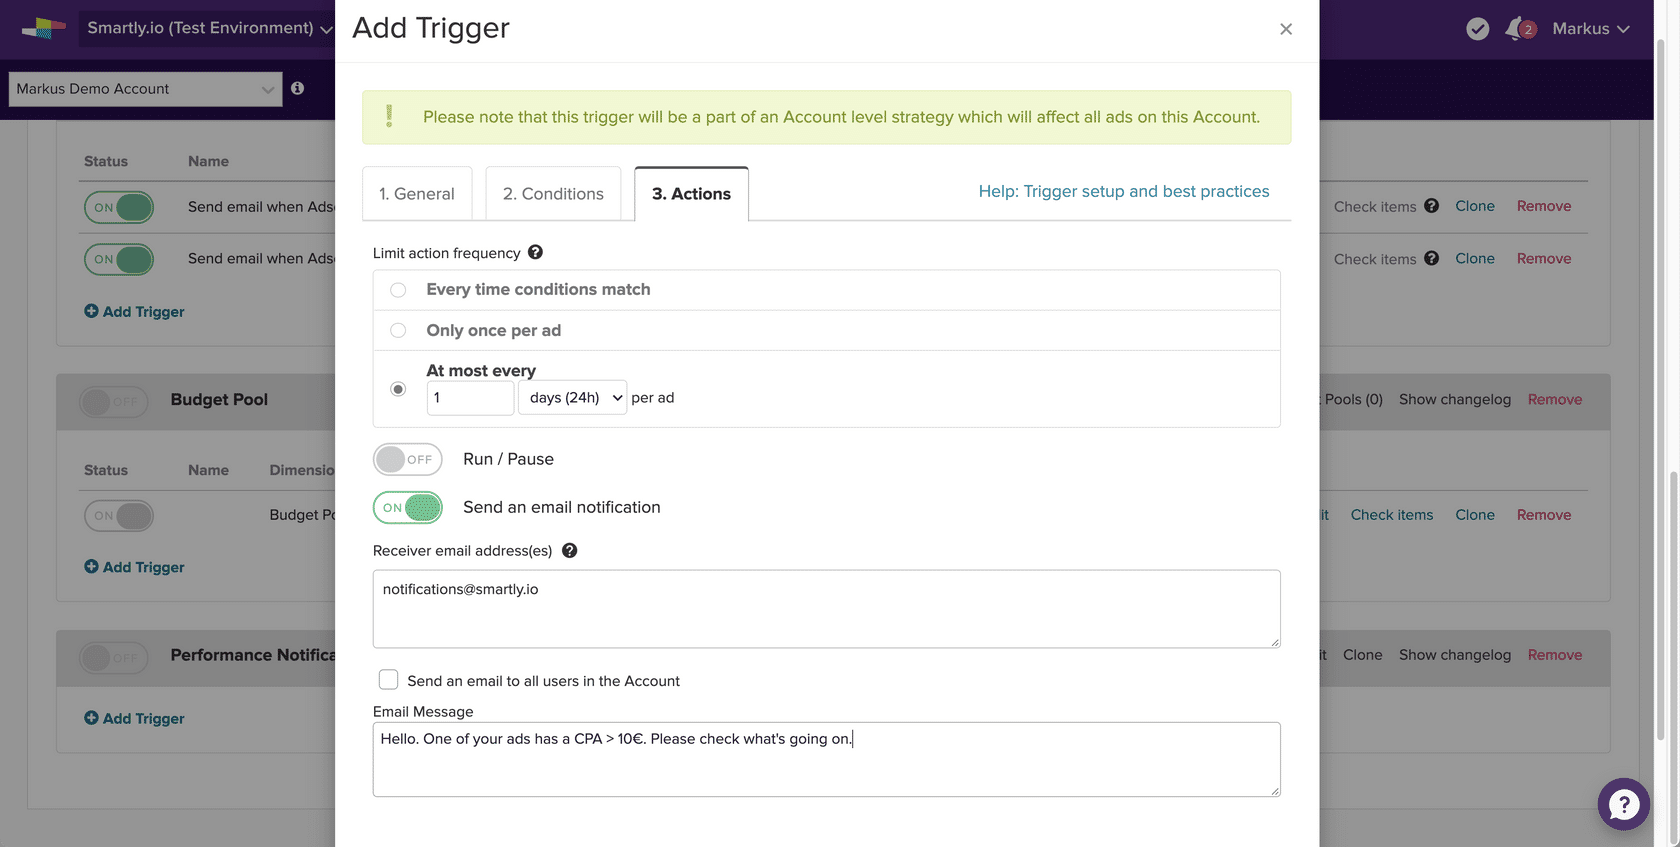 Smartly.io (Test Environment)
Add Trigger
×
2
Markus
Markus Demo Account
Please note that this trigger will be a part of an Account level strategy which will affect all ads on this Account.
Status Name
1. General
2. Conditions
3. Actions
Help: Trigger setup and best practices
ON Send email when Ads
Check items ? Clone Remove
Limit action frequency ?
ON Send email when Ads
Check items ? Clone Remove
Every time conditions match
Add Trigger
Only once per ad
At most every
1 days (24h) per ad
OFF Budget Pool
Pools (0) Show changelog Remove
OFF Run / Pause
Status Name
ON Send an email notification
ON
Check items Clone Remove
Receiver email address(es) ?
Add Trigger
notifications@smartly.io
OFF
Clone Show changelog Remove
Send an email to all users in the Account
Email Message
Add Trigger
Hello. One of your ads has a CPA > 10€. Please check what's going on.
?